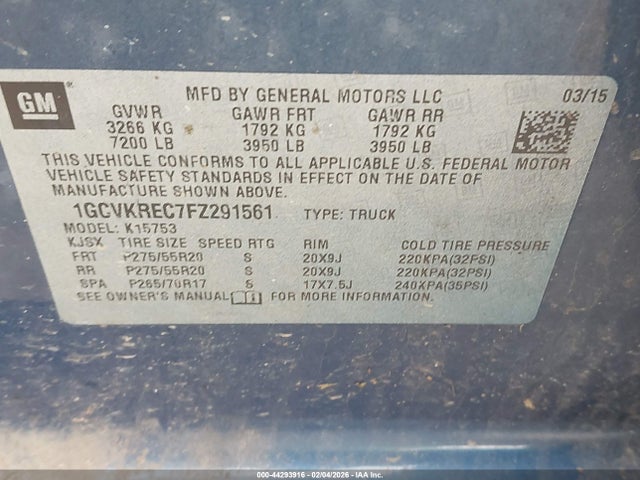 GM
MFD BY GENERAL MOTORS LLC 03/15
GVWR GAWR FRT GAWR RR
3266 KG 1792 KG 1792 KG
7200 LB 3950 LB 3950 LB
THIS VEHICLE CONFORMS TO ALL APPLICABLE U.S. FEDERAL MOTOR
VEHICLE SAFETY STANDARDS IN EFFECT ON THE DATE OF
MANUFACTURE SHOWN ABOVE.
1GCVKREC7FZ291561 TYPE: TRUCK
MODEL: K15753
KJSX TIRE SIZE SPEED RTG RIM COLD TIRE PRESSURE
FRT P275/55R20 S 20X9J 220KPA(32PSI)
RR P275/55R20 S 20X9J 220KPA(32PSI)
SPA P265/70R17 S 17X7.5J 240KPA(35PSI)
SEE OWNER'S MANUAL FOR MORE INFORMATION.
000-44293916 - 02/04/2026 - IAA Inc.